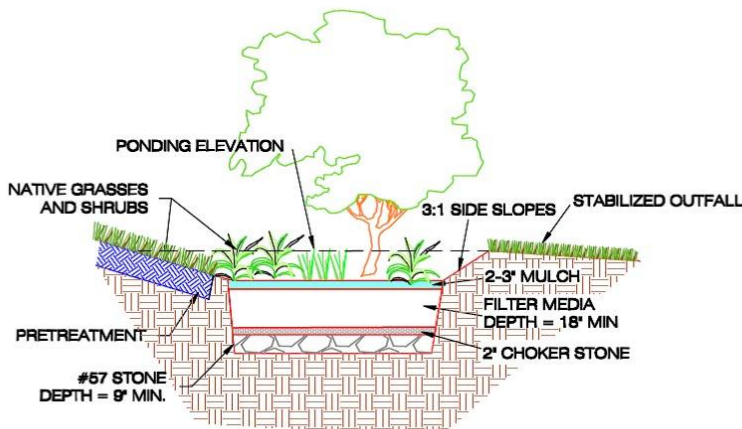 PONDING ELEVATION
NATIVE GRASSES
AND SHRUBS
3:1 SIDE SLOPES
STABILIZED OUTFALL
2-3" MULCH
FILTER MEDIA
DEPTH = 18" MIN
PRETREATMENT
2" CHOKER STONE
#57 STONE
DEPTH = 9" MIN.